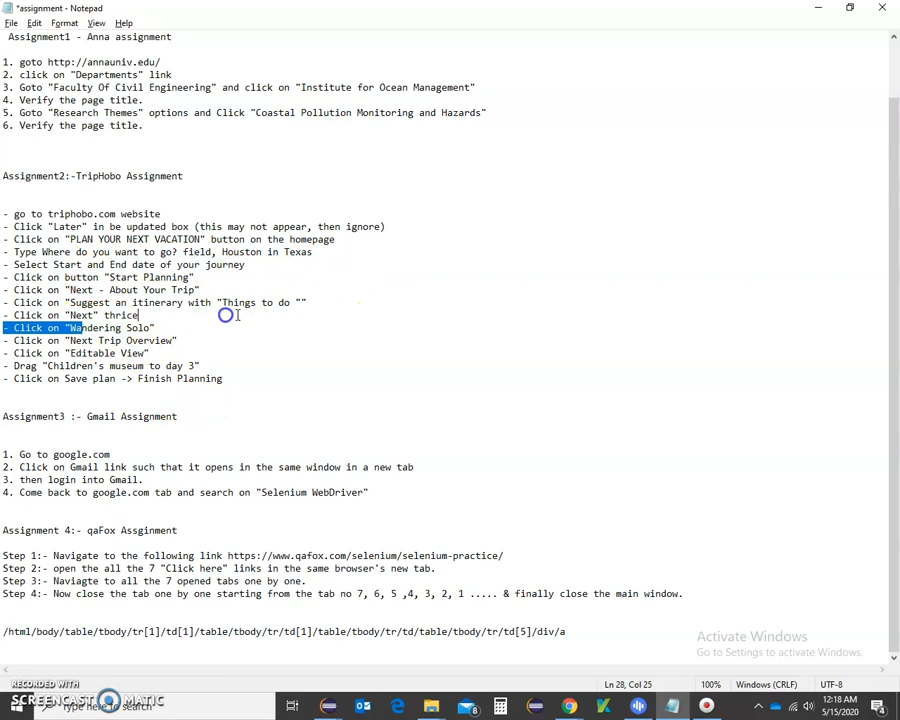 *assignment - Notepad
File Edit Format View Help
Assignment1 - Anna assignment
1. goto http://annauniv.edu/
2. click on "Departments" link
3. Goto "Faculty Of Civil Engineering" and click on "Institute for Ocean Management"
4. Verify the page title.
5. Goto "Research Themes" options and Click "Coastal Pollution Monitoring and Hazards"
6. Verify the page title.
Assignment2:-TripHobo Assignment
- go to triphobo.com website
- Click "Later" in be updated box (this may not appear, then ignore)
- Click on "PLAN YOUR NEXT VACATION" button on the homepage
- Type Where do you want to go? field, Houston in Texas
- Select Start and End date of your journey
- Click on button "Start Planning"
- Click on "Next - About Your Trip"
- Click on "Suggest an itinerary with "Things to do ""
- Click on "Next" thrice
- Click on "Wandering Solo"
- Click on "Next Trip Overview"
- Click on "Editable View"
- Drag "Children's museum to day 3"
- Click on Save plan -> Finish Planning
Assignment3 :- Gmail Assignment
1. Go to google.com
2. Click on Gmail link such that it opens in the same window in a new tab
3. then login into Gmail.
4. Come back to google.com tab and search on "Selenium WebDriver"
Assignment 4:- qaFox Assginment
Step 1:- Navigate to the following link https://www.qafox.com/selenium/selenium-practice/
Step 2:- open the all the 7 "Click here" links in the same browser's new tab.
Step 3:- Naviagte to all the 7 opened tabs one by one.
Step 4:- Now close the tab one by one starting from the tab no 7, 6, 5 ,4, 3, 2, 1 ..... & finally close the main window.
/html/body/table/tbody/tr[1]/td[1]/table/tbody/tr/td[1]/table/tbody/tr/td/table/tbody/tr/td[5]/div/a
Activate Windows
Go to Settings to activate Windows.
Ln 28, Col 25 100% Windows (CRLF) UTF-8
RECORDED WITH
SCREENCAST MATIC
Type here to search
8
12:18 AM
5/15/2020
4